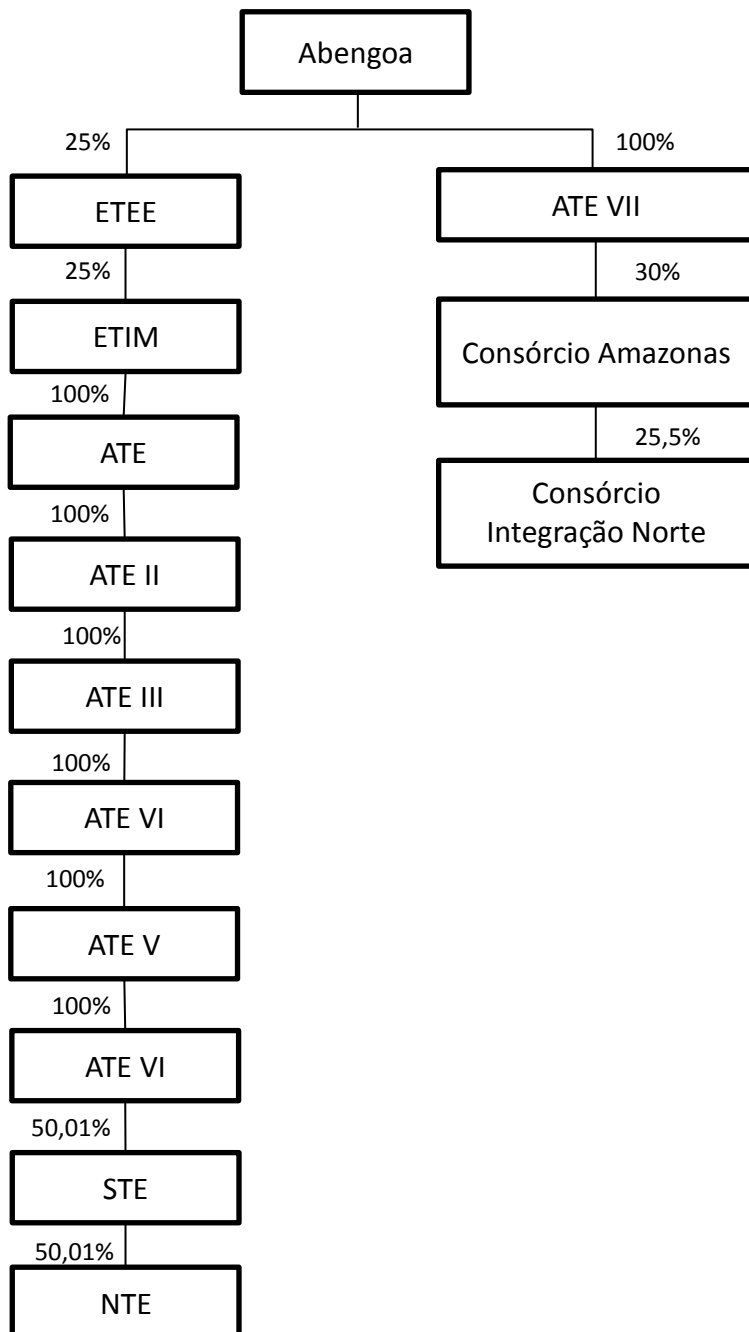 Abengoa
25%
100%
ETEE
ATE VII
25%
30%
ETIM
Consórcio Amazonas
100%
25,5%
ATE
Consórcio
Integração Norte
100%
ATE II
100%
ATE III
100%
ATE VI
100%
ATE V
100%
ATE VI
50,01%
STE
50,01%
NTE